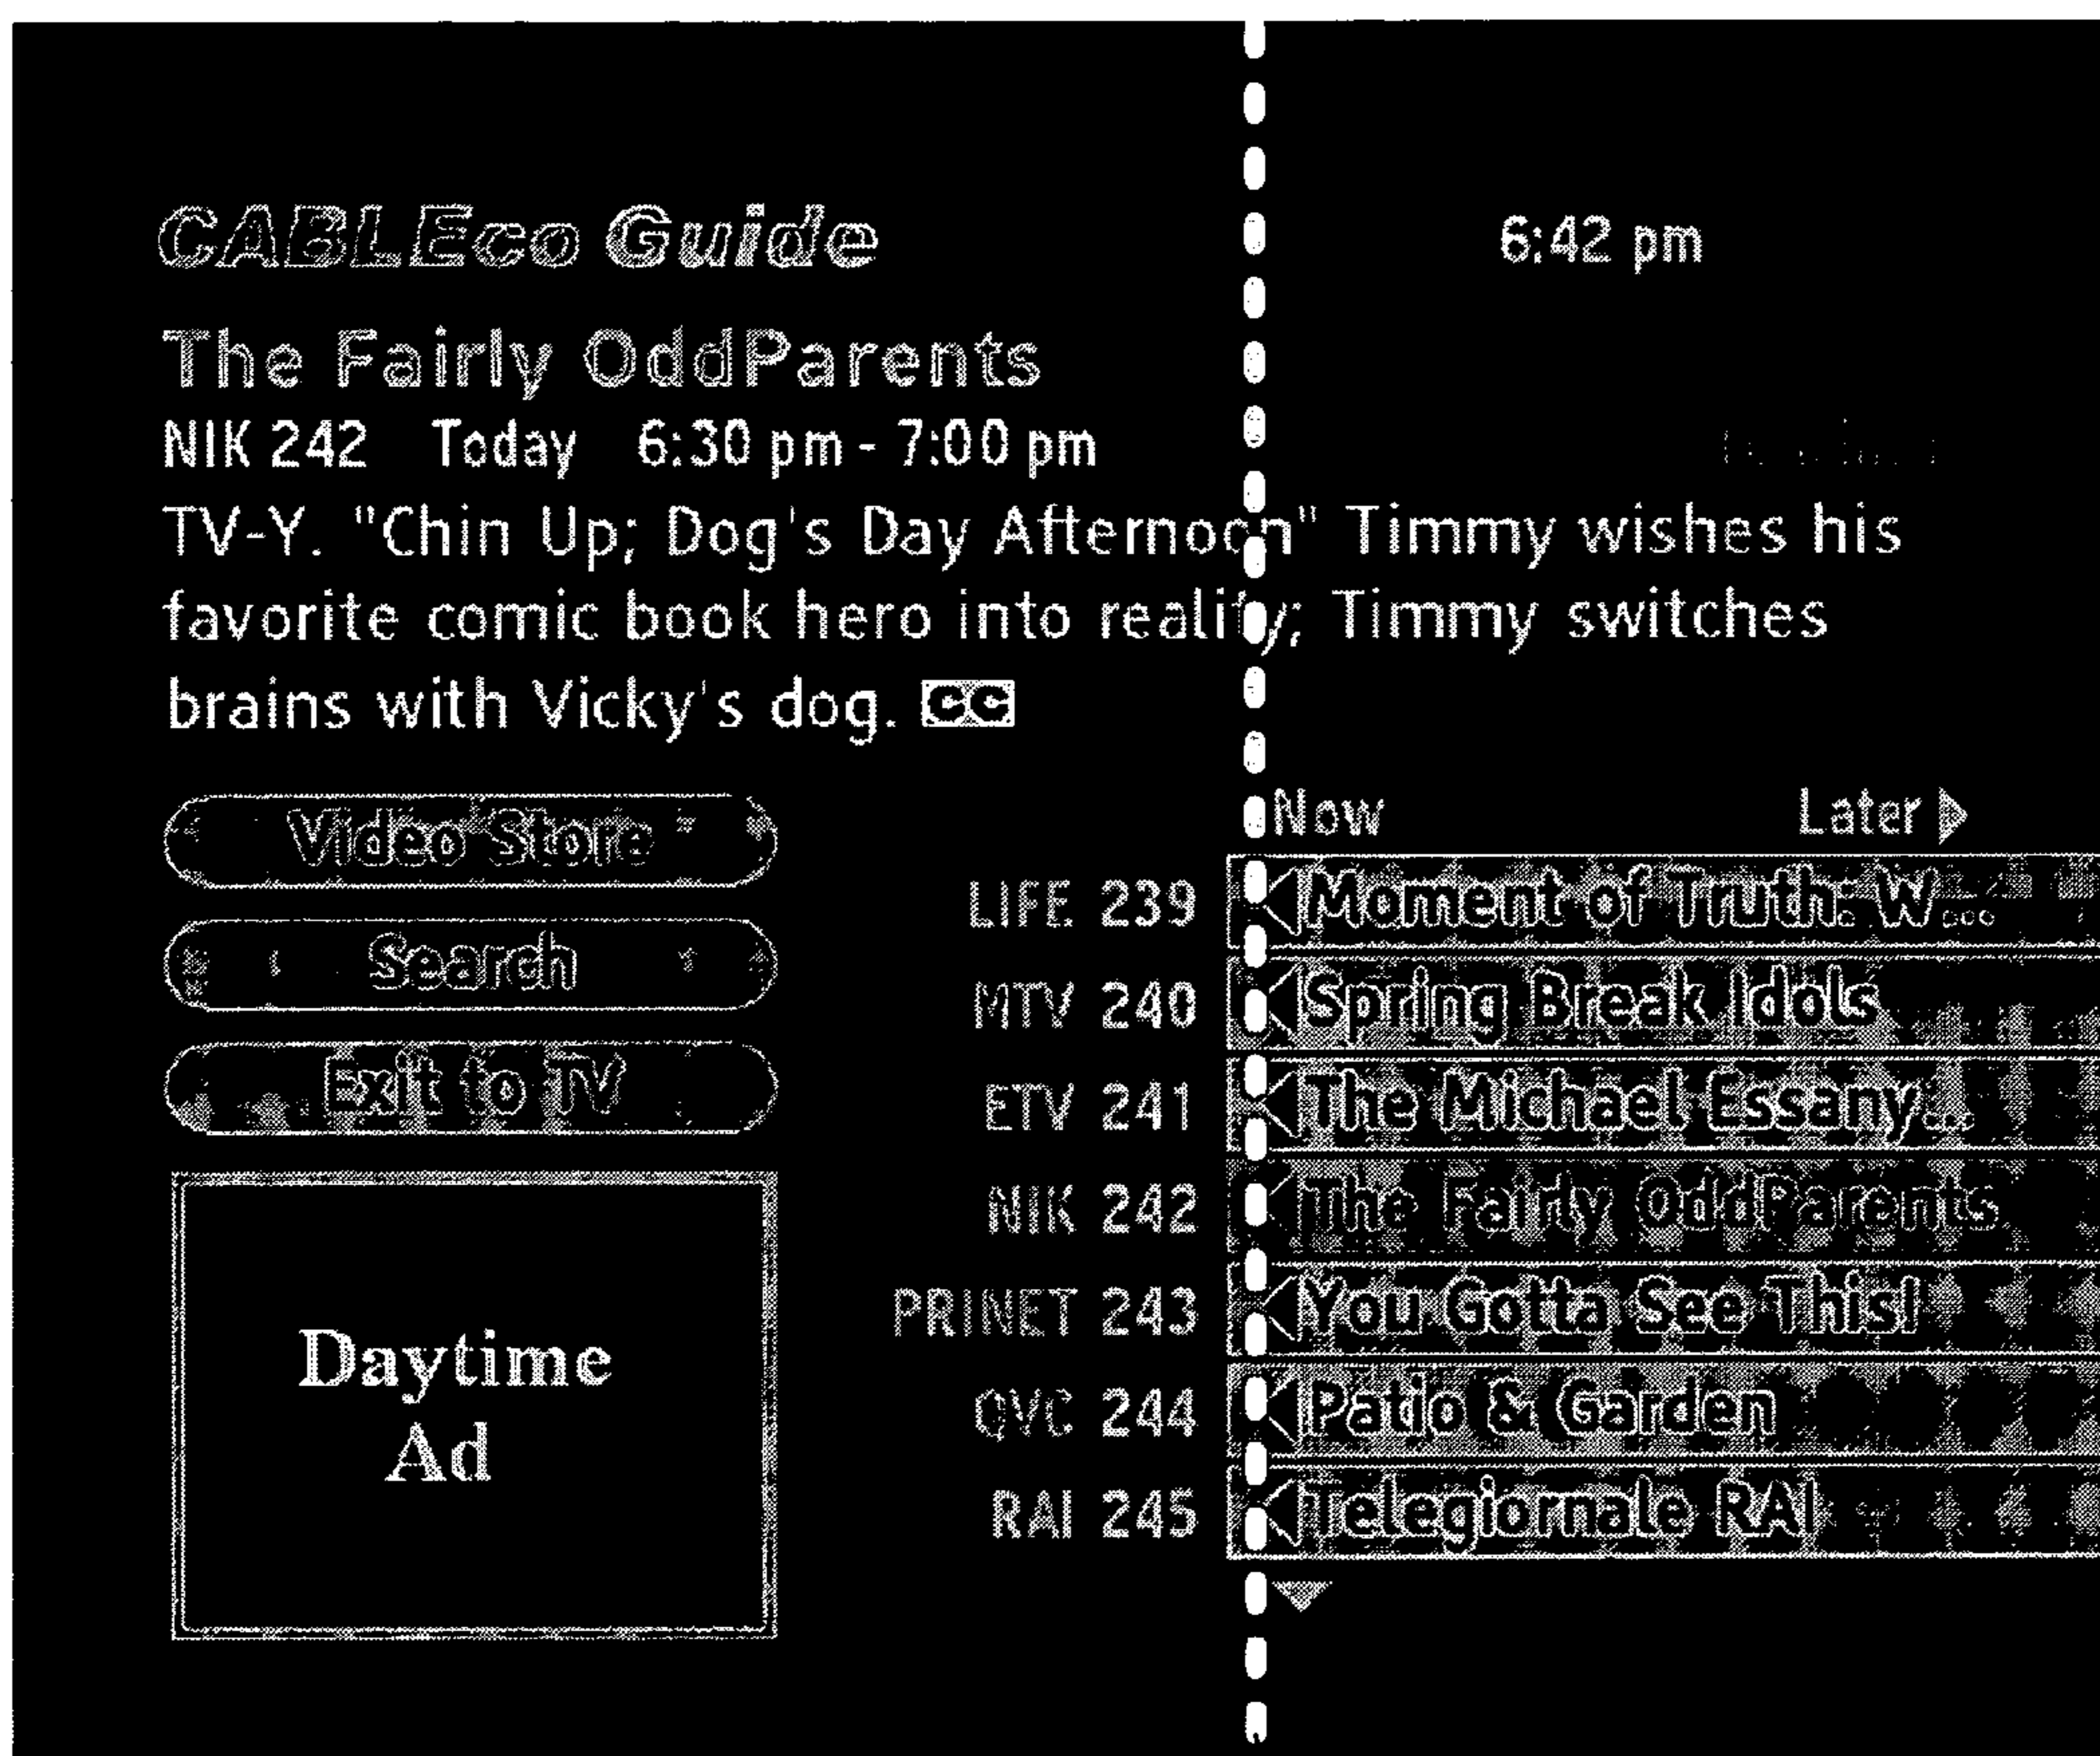 CABLEco Guide 6:42 pm
The Fairly OddParents
NIK 242 Today 6:30 pm - 7:00 pm
TV-Y. "Chin Up; Dog's Day Afternoon" Timmy wishes his
favorite comic book hero into reality; Timmy switches
brains with Vicky's dog. CC
Now Later
Video Store
Search
Exit to TV
Daytime
Ad
LIFE 239 Moment of Truth: W...
MTV 240 Spring Break Idols
ETV 241 The Michael Essany...
NIK 242 The Fairly OddParents
PRINET 243 You Gotta See This!
QVC 244 Patio & Garden
RAI 245 Telegiornale RAI